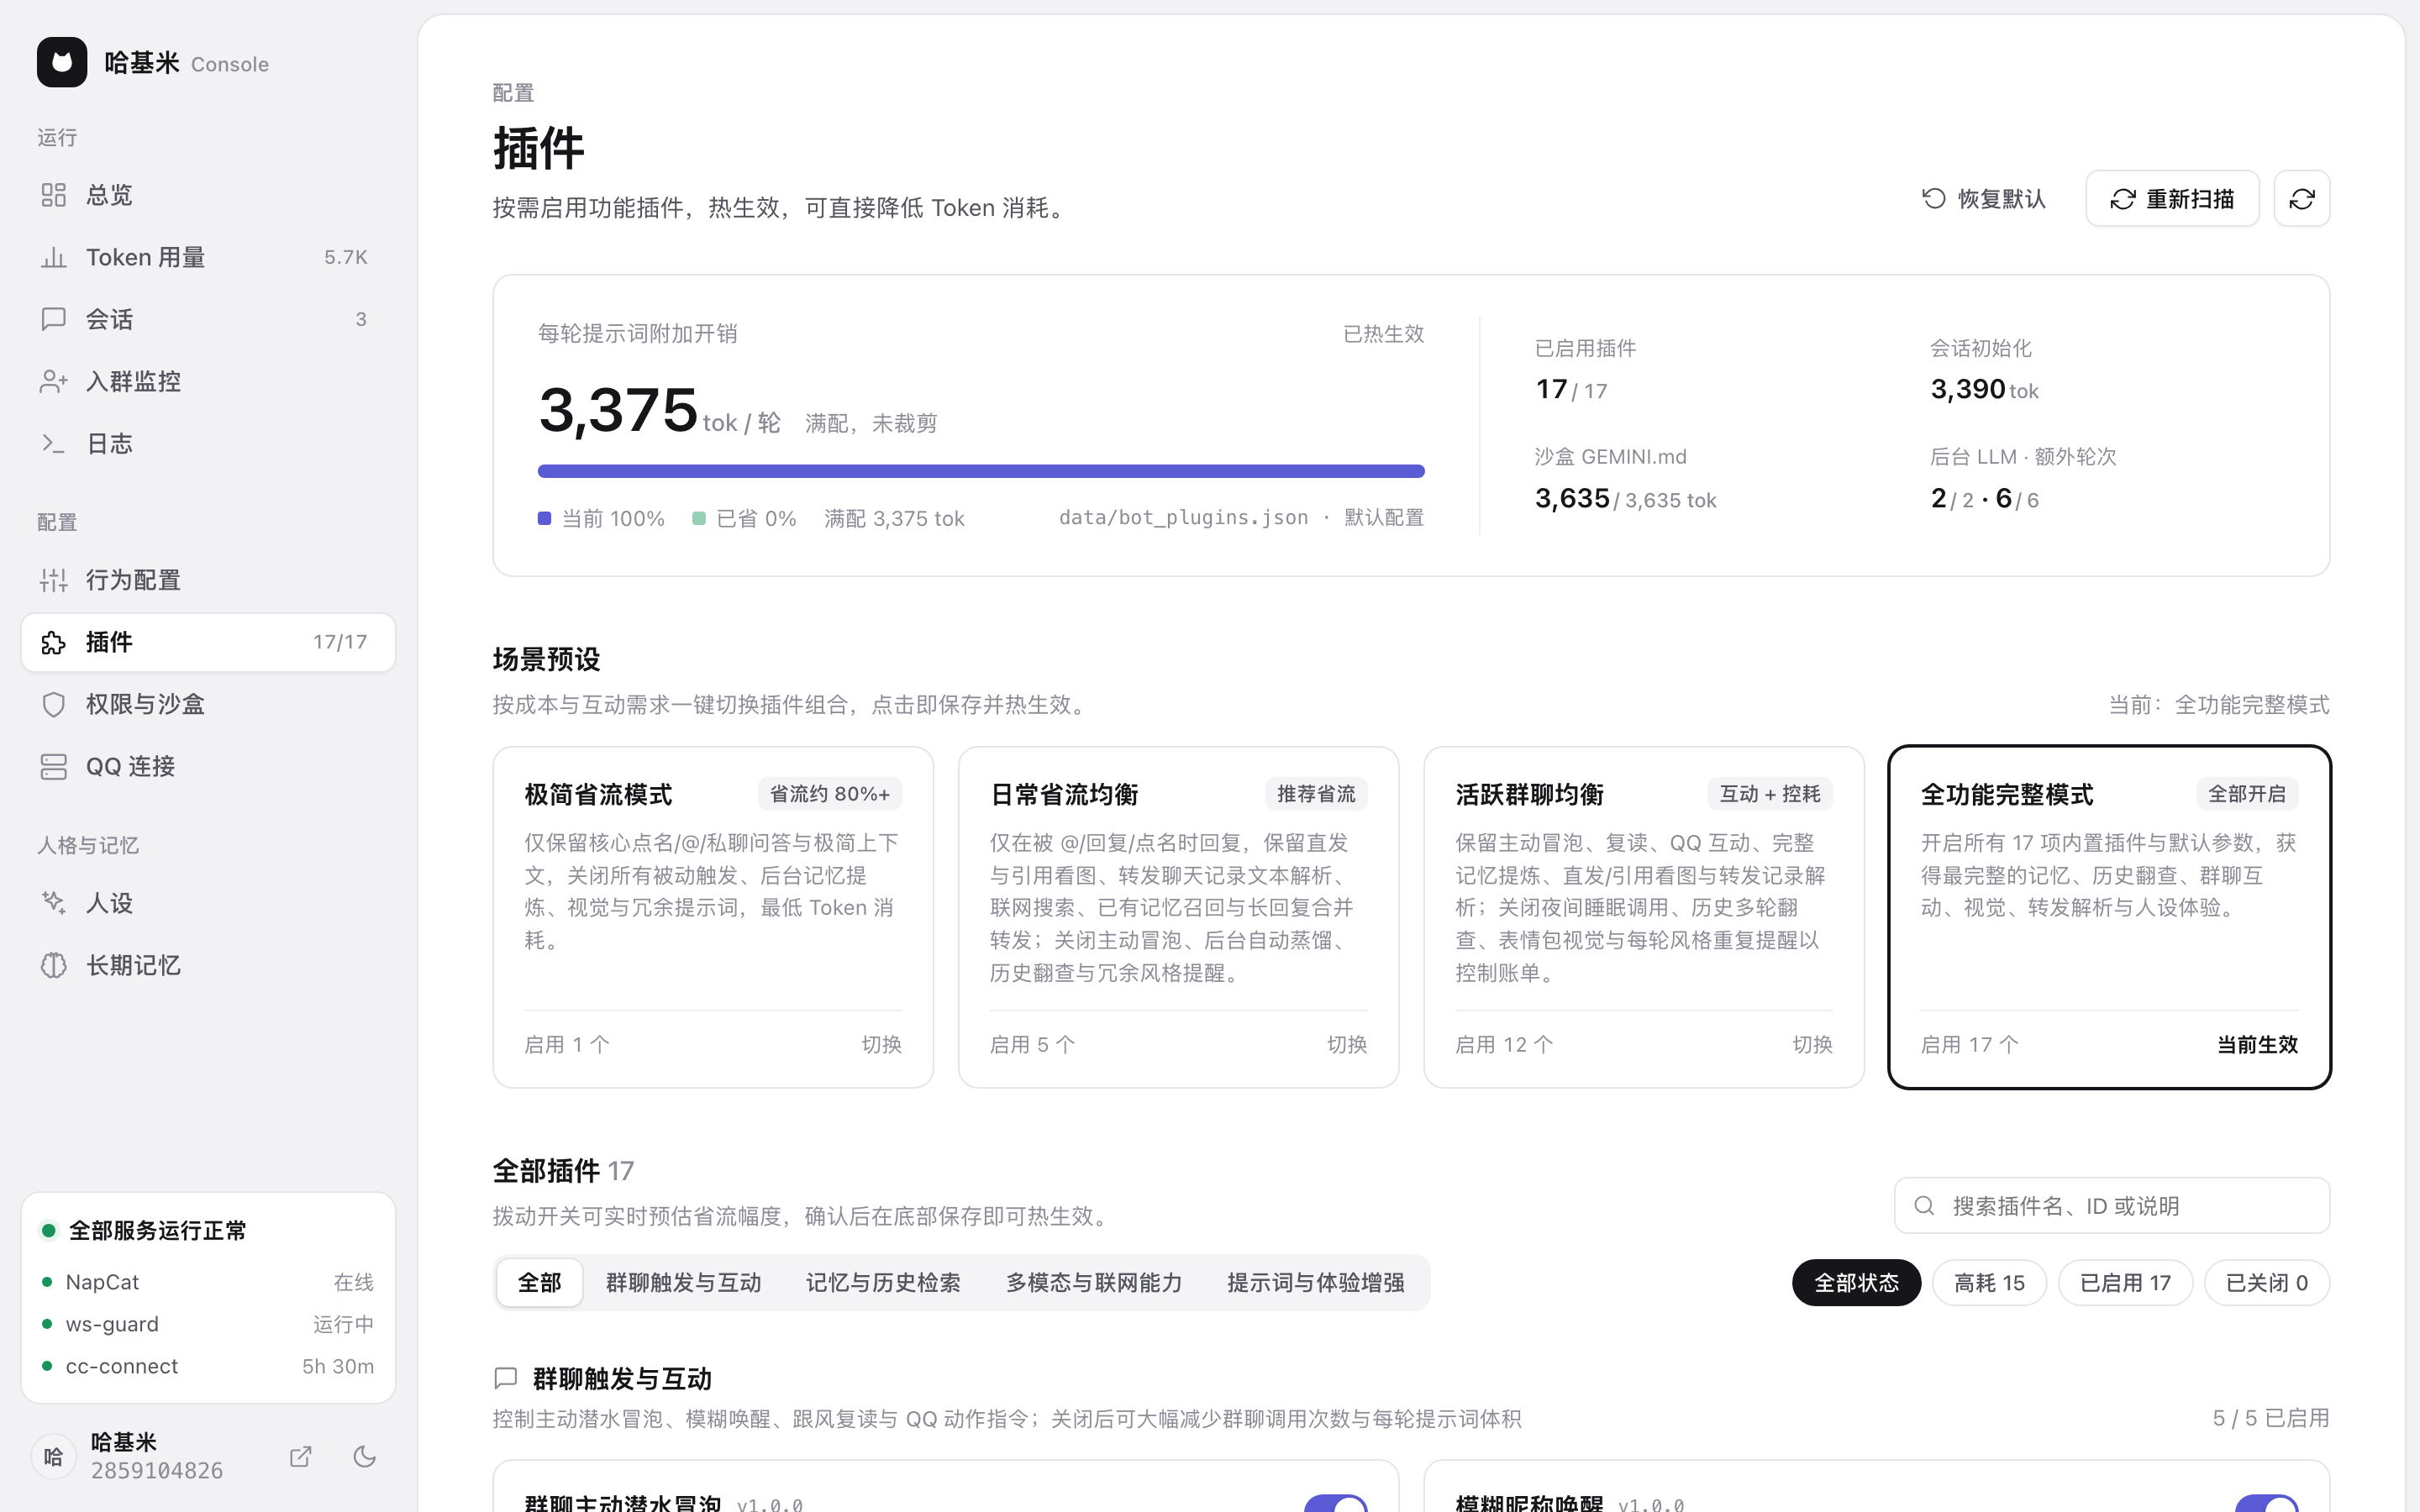 哈基米 Console
运行
总览
Token 用量 5.7K
会话 3
入群监控
日志
配置
行为配置
插件 17/17
权限与沙盒
QQ 连接
人格与记忆
人设
长期记忆
全部服务运行正常
NapCat 在线
ws-guard 运行中
cc-connect 5h 30m
哈 哈基米
2859104826
配置
插件
按需启用功能插件，热生效，可直接降低 Token 消耗。
恢复默认 重新扫描
每轮提示词附加开销 已热生效
3,375 tok / 轮 满配，未裁剪
当前 100% 已省 0% 满配 3,375 tok data/bot_plugins.json · 默认配置
已启用插件
17 / 17
会话初始化
3,390 tok
沙盒 GEMINI.md
3,635 / 3,635 tok
后台 LLM · 额外轮次
2 / 2 · 6 / 6
场景预设
按成本与互动需求一键切换插件组合，点击即保存并热生效。 当前：全功能完整模式
极简省流模式 省流约 80%+
仅保留核心点名/@/私聊问答与极简上下
文，关闭所有被动触发、后台记忆提
炼、视觉与冗余提示词，最低 Token 消
耗。
启用 1 个 切换
日常省流均衡 推荐省流
仅在被 @/回复/点名时回复，保留直发
与引用看图、转发聊天记录文本解析、
联网搜索、已有记忆召回与长回复合并
转发；关闭主动冒泡、后台自动蒸馏、
历史翻查与冗余风格提醒。
启用 5 个 切换
活跃群聊均衡 互动 + 控耗
保留主动冒泡、复读、QQ 互动、完整
记忆提炼、直发/引用看图与转发记录解
析；关闭夜间睡眠调用、历史多轮翻
查、表情包视觉与每轮风格重复提醒以
控制账单。
启用 12 个 切换
全功能完整模式 全部开启
开启所有 17 项内置插件与默认参数，获
得最完整的记忆、历史翻查、群聊互
动、视觉、转发解析与人设体验。
启用 17 个 当前生效
全部插件 17
拨动开关可实时预估省流幅度，确认后在底部保存即可热生效。
搜索插件名、ID 或说明
全部 群聊触发与互动 记忆与历史检索 多模态与联网能力 提示词与体验增强
全部状态 高耗 15 已启用 17 已关闭 0
群聊触发与互动
控制主动潜水冒泡、模糊唤醒、跟风复读与 QQ 动作指令；关闭后可大幅减少群聊调用次数与每轮提示词体积 5 / 5 已启用
群聊主动潜水冒泡 v1.0.0
模糊昵称唤醒 v1.0.0